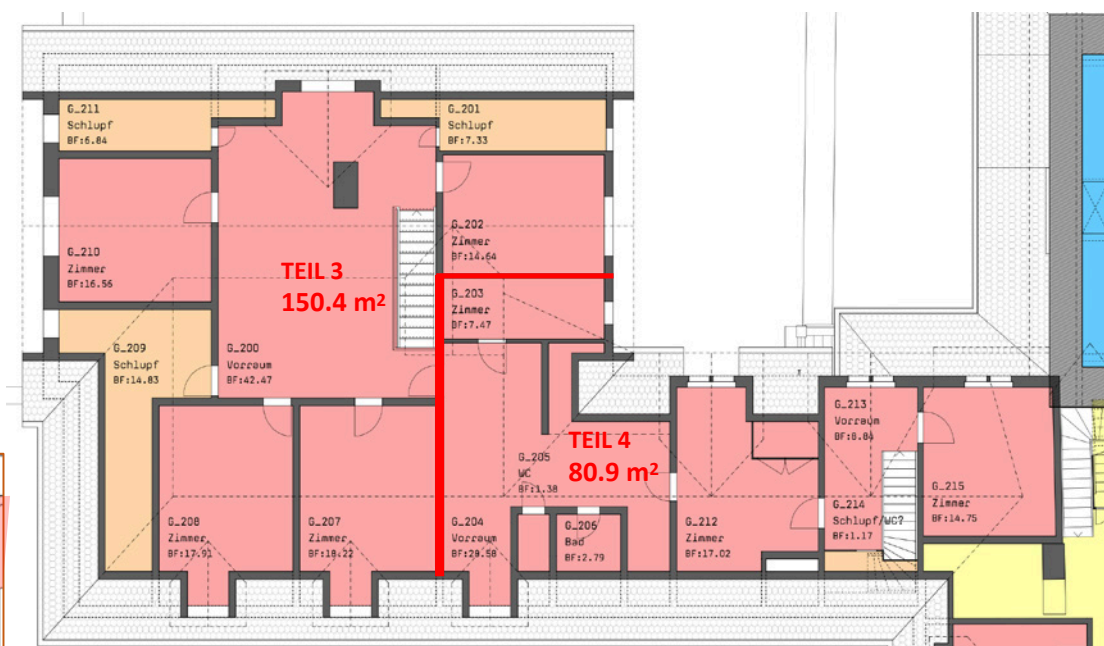 G_211
Schlupf
BF:6.84
G_201
Schlupf
BF:7.33
G_210
Zimmer
BF:16.56
G_202
Zimmer
BF:14.64
TEIL 3
150.4 m²
G_203
Zimmer
BF:7.47
G_209
Schlupf
BF:14.83
G_200
Vorraum
BF:42.47
G_213
Vorraum
BF:8.84
TEIL 4
80.9 m²
G_205
WC
BF:1.38
G_208
Zimmer
BF:17.91
G_207
Zimmer
BF:18.22
G_204
Vorraum
BF:20.58
G_206
Bad
BF:2.79
G_212
Zimmer
BF:17.02
G_214
Schlupf/WC?
BF:1.17
G_215
Zimmer
BF:14.75